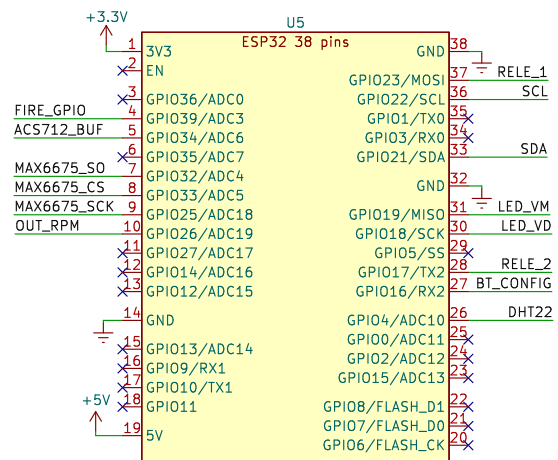 U5
ESP32 38 pins
+3.3V
1 3V3 GND 38
2 EN GPIO23/MOSI 37 RELE_1
3 GPIO36/ADC0 GPIO22/SCL 36 SCL
FIRE_GPIO 4 GPIO39/ADC3 GPIO1/TX0 35
ACS712_BUF 5 GPIO34/ADC6 GPIO3/RX0 34
6 GPIO35/ADC7 GPIO21/SDA 33 SDA
MAX6675_SO 7 GPIO32/ADC4
MAX6675_CS 8 GPIO33/ADC5 GND 32
MAX6675_SCK 9 GPIO25/ADC18 GPIO19/MISO 31 LED_VM
OUT_RPM 10 GPIO26/ADC19 GPIO18/SCK 30 LED_VD
11 GPIO27/ADC17 GPIO5/SS 29
12 GPIO14/ADC16 GPIO17/TX2 28 RELE_2
13 GPIO12/ADC15 GPIO16/RX2 27 BT_CONFIG
14 GND GPIO4/ADC10 26 DHT22
GPIO0/ADC11 25
15 GPIO13/ADC14 GPIO2/ADC12 24
16 GPIO9/RX1 GPIO15/ADC13 23
17 GPIO10/TX1
18 GPIO11 GPIO8/FLASH_D1 22
+5V
GPIO7/FLASH_D0 21
19 5V GPIO6/FLASH_CK 20